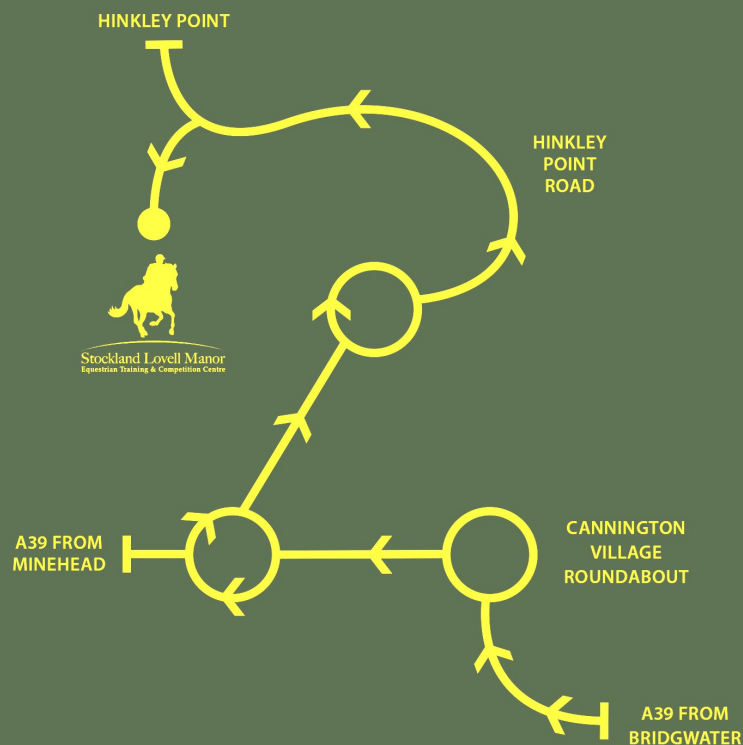 HINKLEY POINT
HINKLEY
POINT
ROAD
Stockland Lovell Manor
Equestrian Training & Competition Centre
A39 FROM
MINEHEAD
CANNINGTON
VILLAGE
ROUNDABOUT
A39 FROM
BRIDGWATER